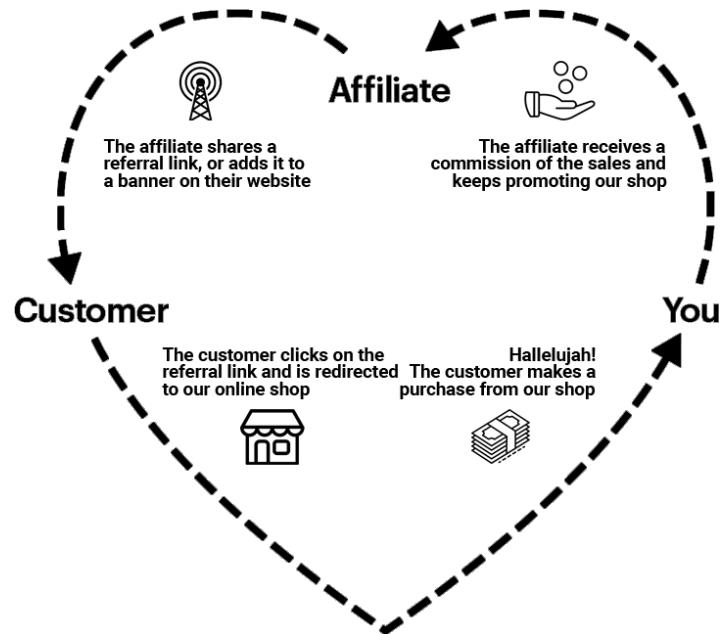 Affiliate
The affiliate shares a
referral link, or adds it to
a banner on their website
The affiliate receives a
commission of the sales and
keeps promoting our shop
Customer
You
The customer clicks on the
referral link and is redirected
to our online shop
Hallelujah!
The customer makes a
purchase from our shop